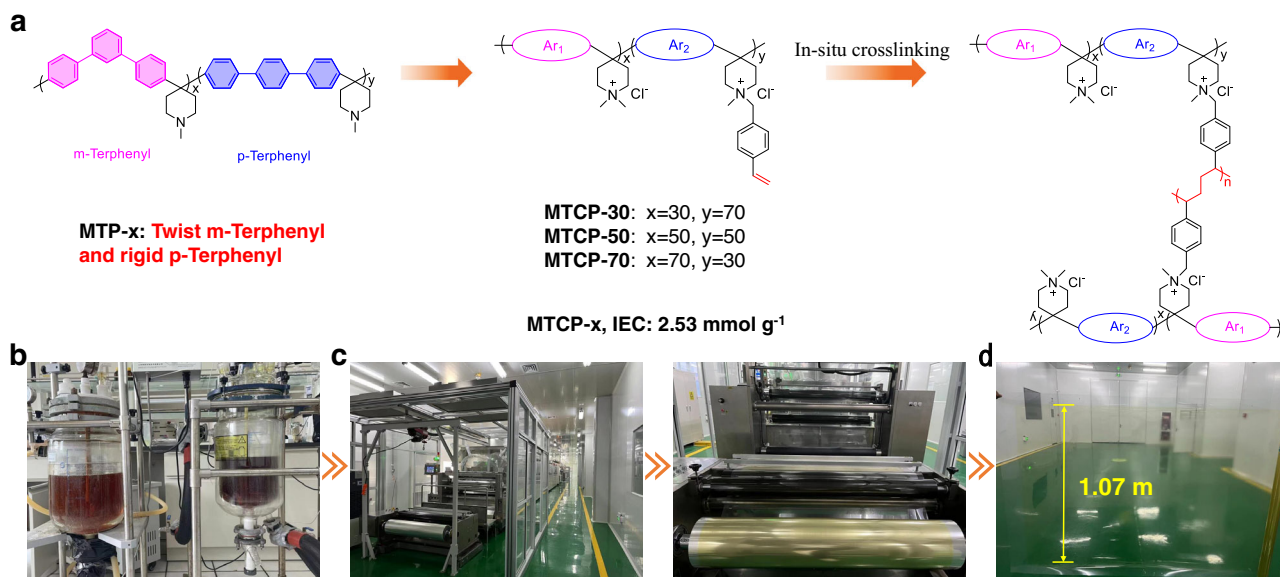 a
x
y
N
N
m-Terphenyl
p-Terphenyl
MTP-x: Twist m-Terphenyl
and rigid p-Terphenyl
Ar₁
Ar₂
x
y
N
+
Cl⁻
N
+
Cl⁻
MTCP-30: x=30, y=70
MTCP-50: x=50, y=50
MTCP-70: x=70, y=30
MTCP-x, IEC: 2.53 mmol g⁻¹
In-situ crosslinking
Ar₁
Ar₂
x
y
N
+
Cl⁻
N
+
Cl⁻
n
N
+
Cl⁻
N
+
Cl⁻
y
Ar₂
x
Ar₁
b
c
d
1.07 m